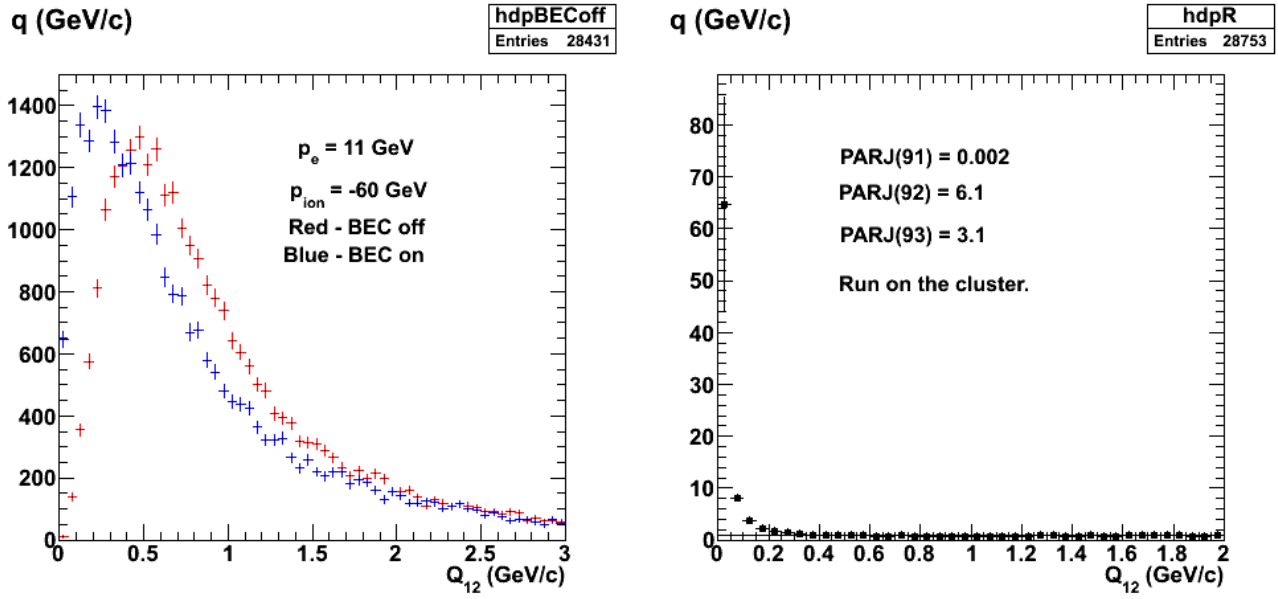 q (GeV/c)
hdpBECoff
Entries 28431
1400
1200
1000
800
600
400
200
0
p_e = 11 GeV
p_ion = -60 GeV
Red - BEC off
Blue - BEC on
0 0.5 1 1.5 2 2.5 3
Q_12 (GeV/c)
q (GeV/c)
hdpR
Entries 28753
80
70
60
50
40
30
20
10
0
PARJ(91) = 0.002
PARJ(92) = 6.1
PARJ(93) = 3.1
Run on the cluster.
0 0.2 0.4 0.6 0.8 1 1.2 1.4 1.6 1.8 2
Q_12 (GeV/c)